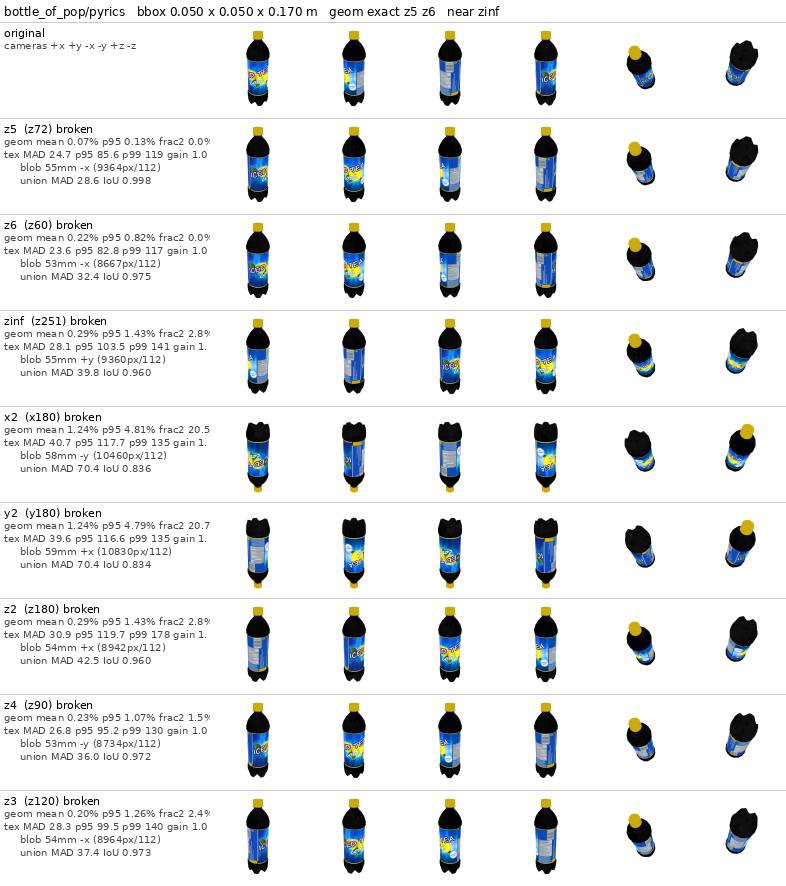 bottle_of_pop/pyrics bbox 0.050 x 0.050 x 0.170 m geom exact z5 z6 near zinf
original
cameras +x +y -x -y +z -z
z5 (z72) broken
geom mean 0.07% p95 0.13% frac2 0.0%
tex MAD 24.7 p95 85.6 p99 119 gain 1.0
blob 55mm -x (9364px/112)
union MAD 28.6 IoU 0.998
z6 (z60) broken
geom mean 0.22% p95 0.82% frac2 0.0%
tex MAD 23.6 p95 82.8 p99 117 gain 1.0
blob 53mm -x (8667px/112)
union MAD 32.4 IoU 0.975
zinf (z251) broken
geom mean 0.29% p95 1.43% frac2 2.8%
tex MAD 28.1 p95 103.5 p99 141 gain 1.
blob 55mm +y (9360px/112)
union MAD 39.8 IoU 0.960
x2 (x180) broken
geom mean 1.24% p95 4.81% frac2 20.5
tex MAD 40.7 p95 117.7 p99 135 gain 1.
blob 58mm -y (10460px/112)
union MAD 70.4 IoU 0.836
y2 (y180) broken
geom mean 1.24% p95 4.79% frac2 20.7
tex MAD 39.6 p95 116.6 p99 135 gain 1.
blob 59mm +x (10830px/112)
union MAD 70.4 IoU 0.834
z2 (z180) broken
geom mean 0.29% p95 1.43% frac2 2.8%
tex MAD 30.9 p95 119.7 p99 178 gain 1.
blob 54mm +x (8942px/112)
union MAD 42.5 IoU 0.960
z4 (z90) broken
geom mean 0.23% p95 1.07% frac2 1.5%
tex MAD 26.8 p95 95.2 p99 130 gain 1.0
blob 53mm -y (8734px/112)
union MAD 36.0 IoU 0.972
z3 (z120) broken
geom mean 0.20% p95 1.26% frac2 2.4%
tex MAD 28.3 p95 99.5 p99 140 gain 1.0
blob 54mm -x (8964px/112)
union MAD 37.4 IoU 0.973